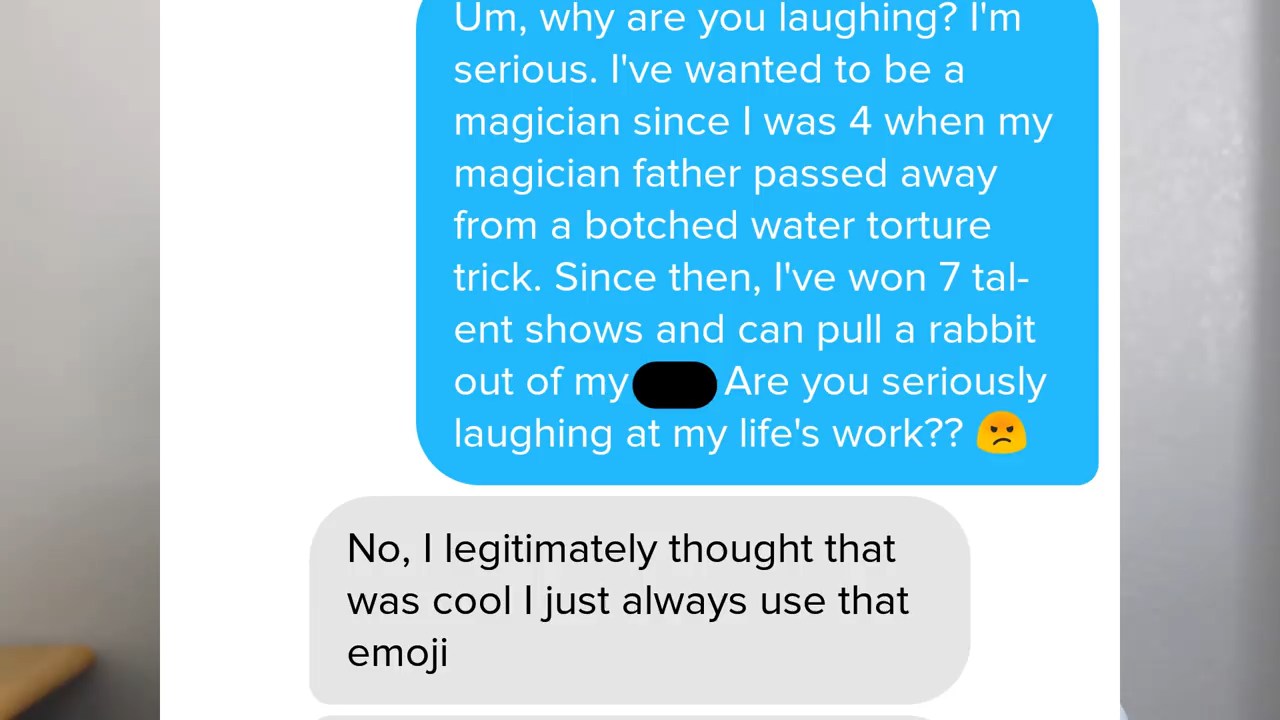 Um, why are you laughing? I'm
serious. I've wanted to be a
magician since I was 4 when my
magician father passed away
from a botched water torture
trick. Since then, I've won 7 tal-
ent shows and can pull a rabbit
out of my Are you seriously
laughing at my life's work?? 😠
No, I legitimately thought that
was cool I just always use that
emoji